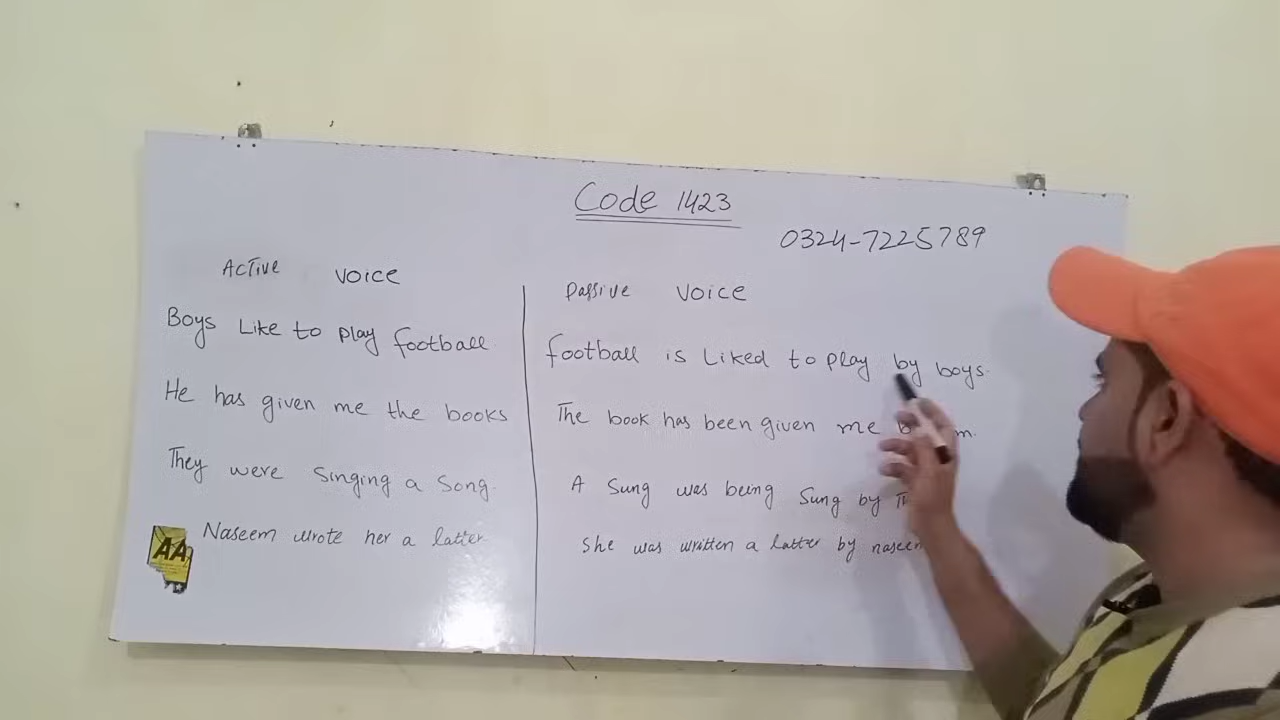 Code 1423
0324-7225789
Active voice
Passive voice
Boys Like to play football.
football is Liked to play by boys.
He has given me the books
The book has been given me
They were singing a song.
A Sung was being Sung by
Naseem wrote her a latter
She was written a latter by naseem
AA